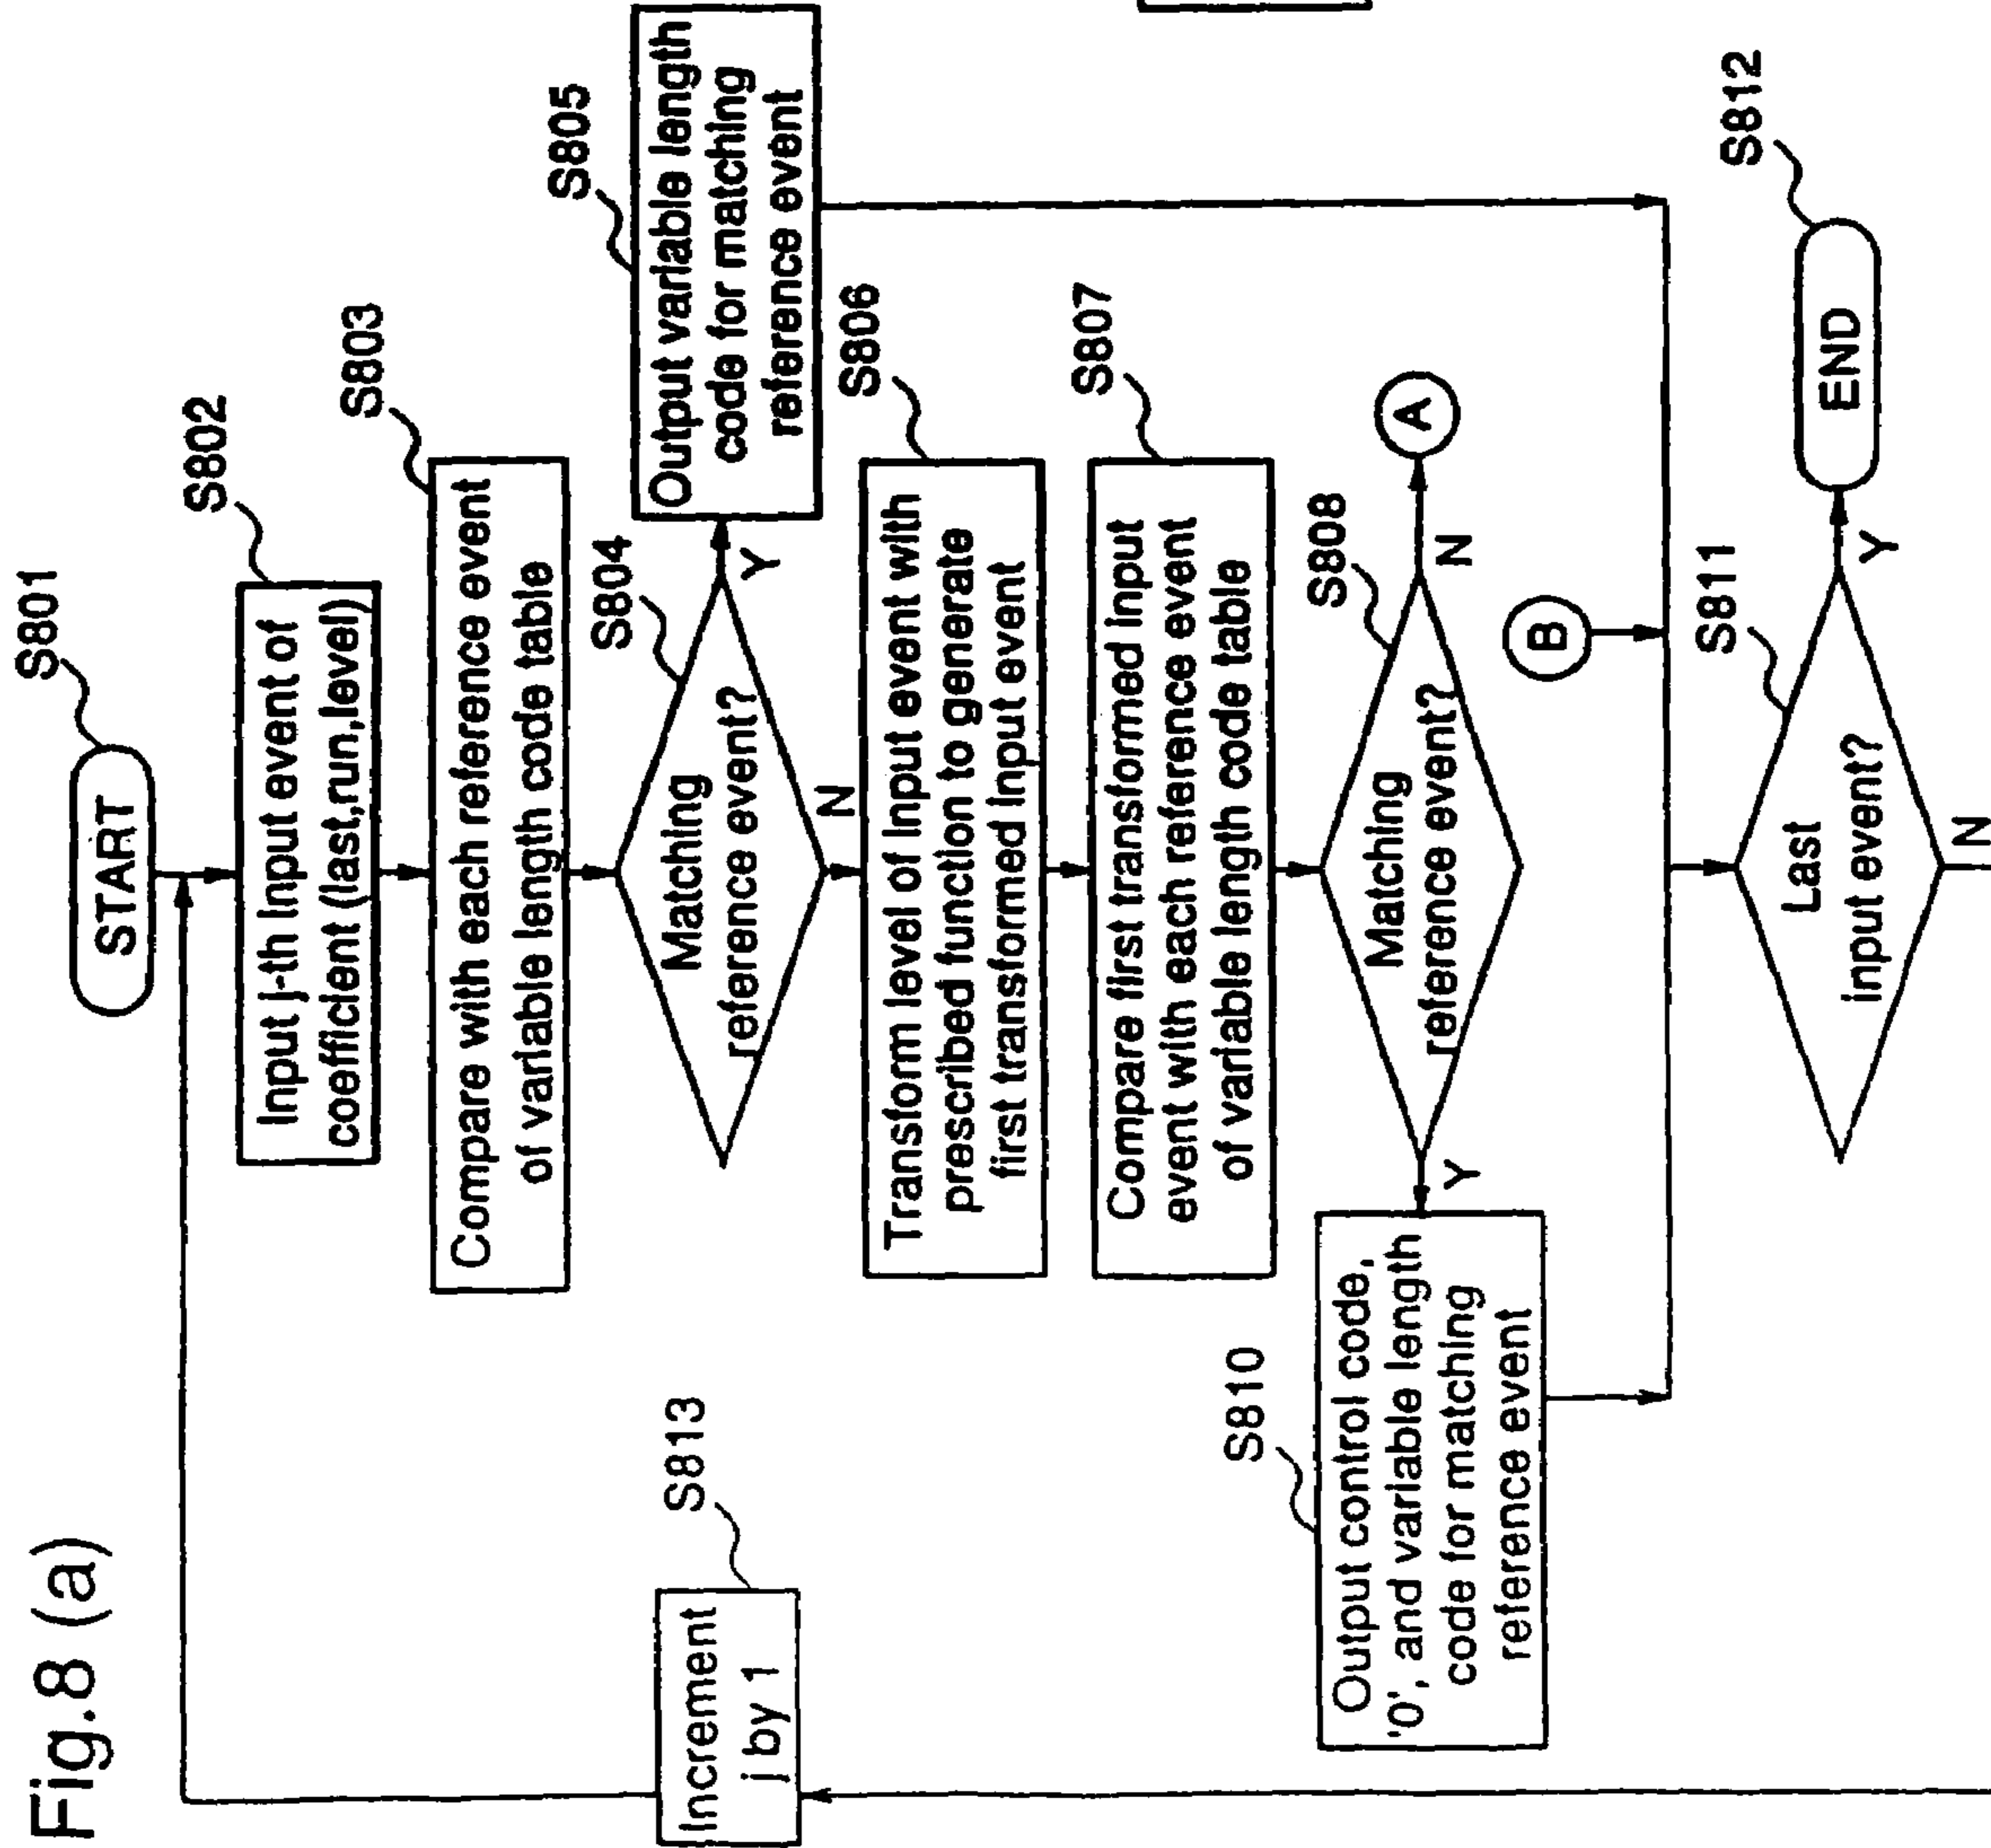 Fig.8 (a)
START
S801
Input j-th input event of
coefficient (last,run,level)
S802
Compare with each reference event
of variable length code table
S803
Matching
reference event?
S804
Y
N
Output variable length
code for matching
reference event
S805
Transform level of input event with
prescribed function to generate
first transformed input event
S806
Compare first transformed input
event with each reference event
of variable length code table
S807
Matching
reference event?
S808
Y
N
A
Output control code,
'0', and variable length
code for matching
reference event
S810
B
Last
input event?
S811
Y
N
END
S812
Increment
j by 1
S813